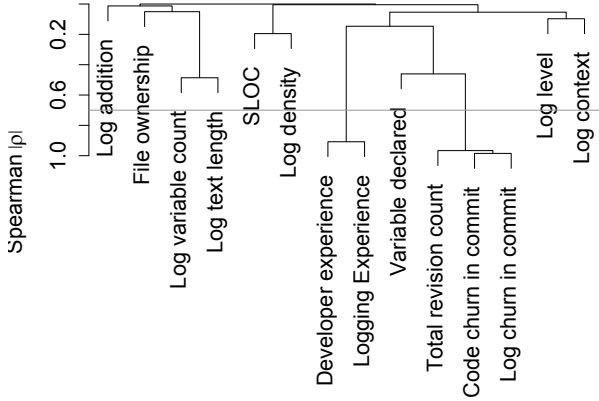 Spearman |ρ|
0.2
0.6
1.0
Log addition
File ownership
Log variable count
Log text length
SLOC
Log density
Developer experience
Logging Experience
Variable declared
Total revision count
Code churn in commit
Log churn in commit
Log level
Log context